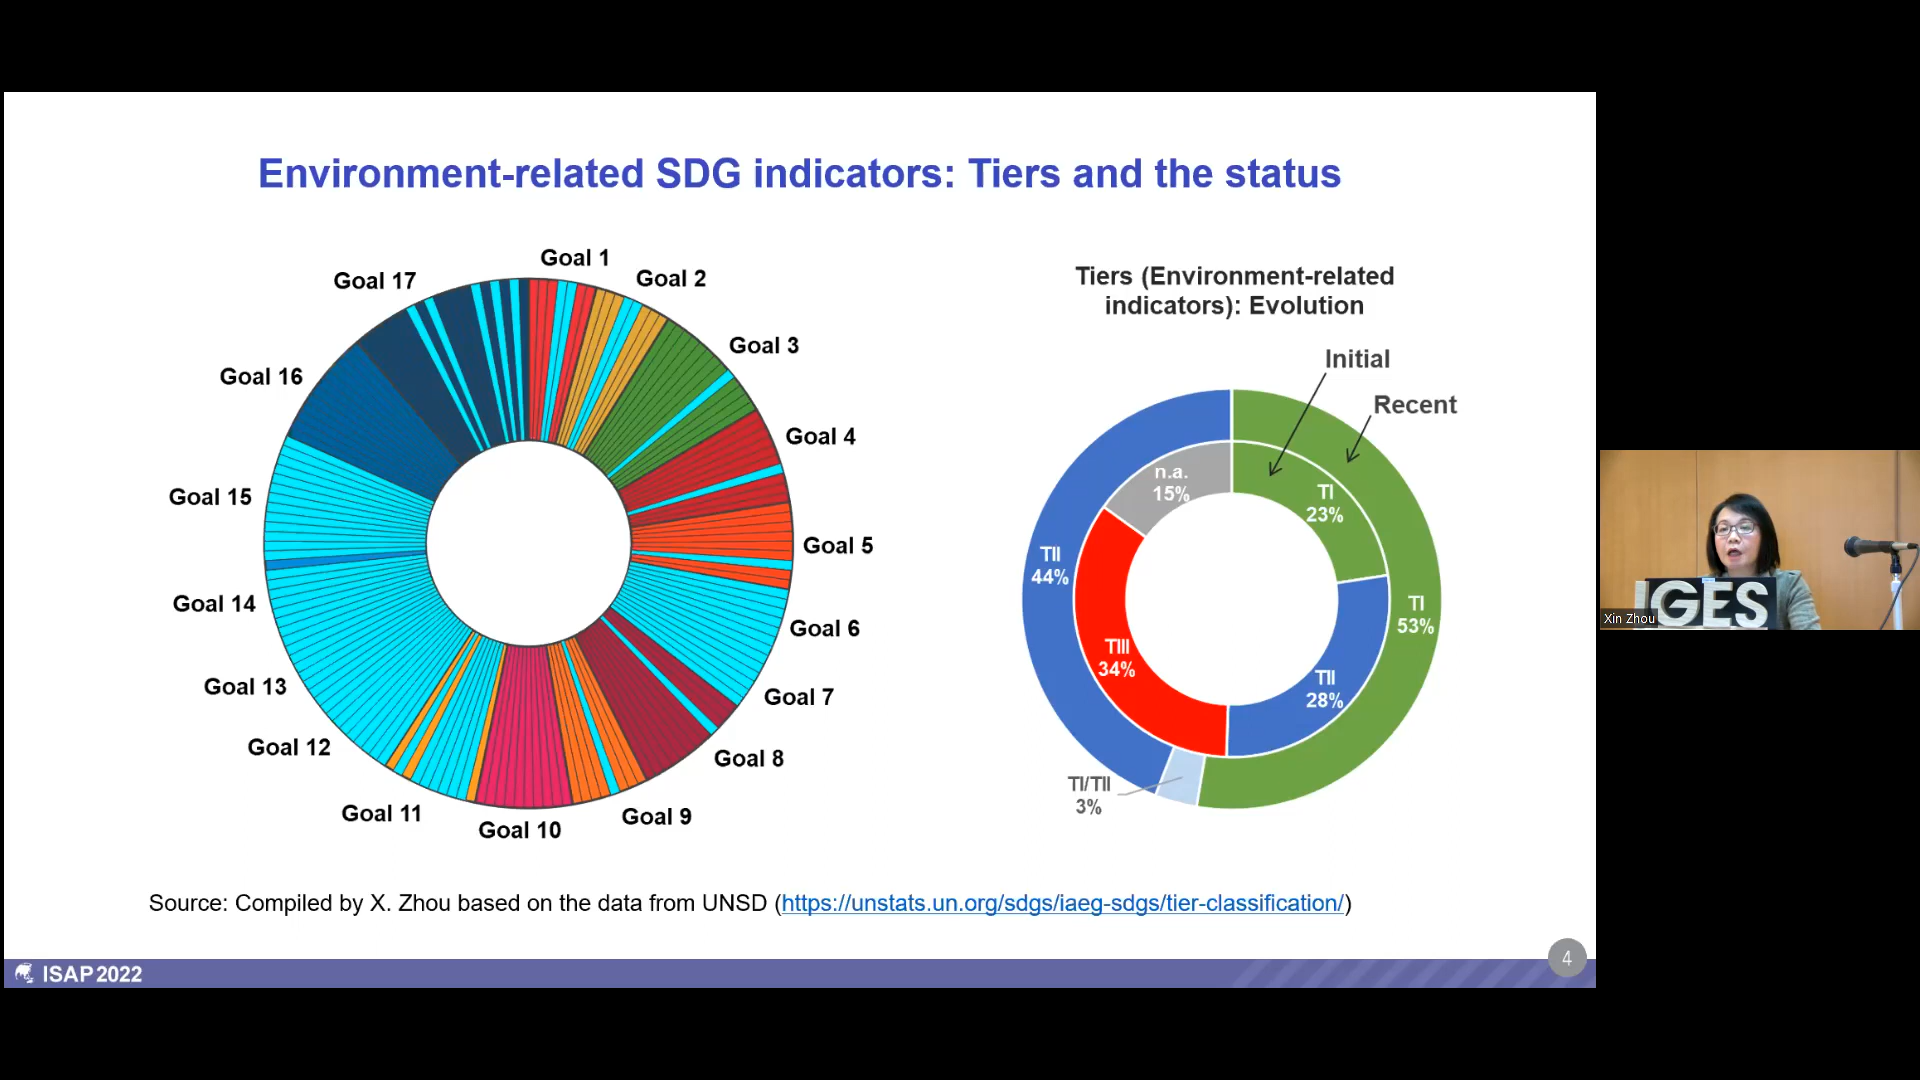 Environment-related SDG indicators: Tiers and the status
Goal 1
Goal 2
Goal 3
Goal 4
Goal 5
Goal 6
Goal 7
Goal 8
Goal 9
Goal 10
Goal 11
Goal 12
Goal 13
Goal 14
Goal 15
Goal 16
Goal 17
Tiers (Environment-related
indicators): Evolution
Initial
Recent
n.a.
15%
TI
23%
TII
28%
TIII
34%
TII
44%
TI
53%
TI/TII
3%
Source: Compiled by X. Zhou based on the data from UNSD (https://unstats.un.org/sdgs/iaeg-sdgs/tier-classification/)
ISAP 2022
4
IGES
Xin Zhou